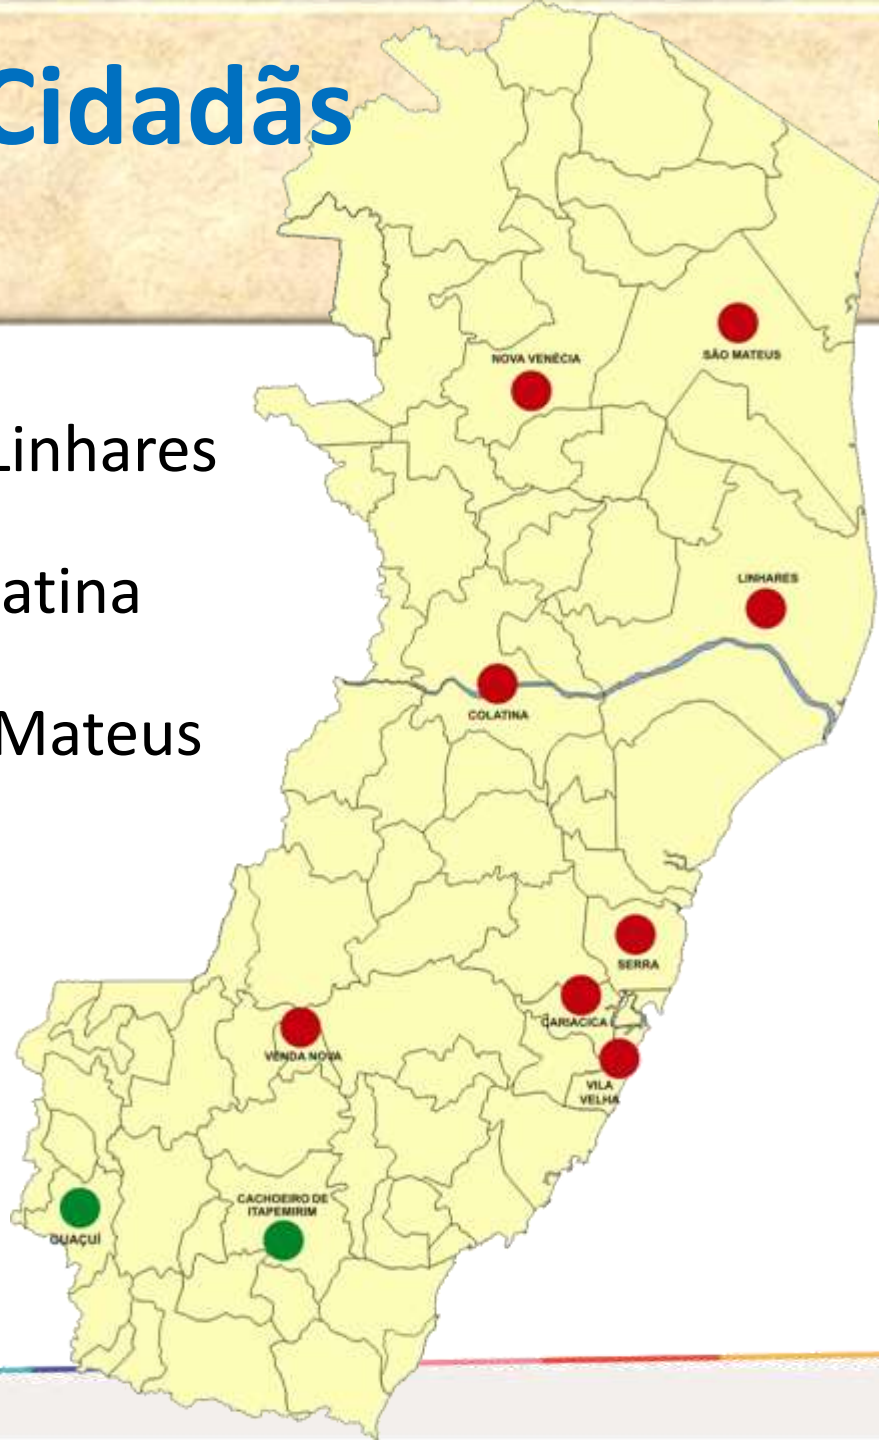 Cidadãs
SÃO MATEUS
NOVA VENÉCIA
Linhares
LINHARES
atina
COLATINA
Mateus
SERRA
CARIACICA
VENDA NOVA
VILA
VELHA
CACHOEIRO DE
ITAPEMIRIM
GUAÇUÍ